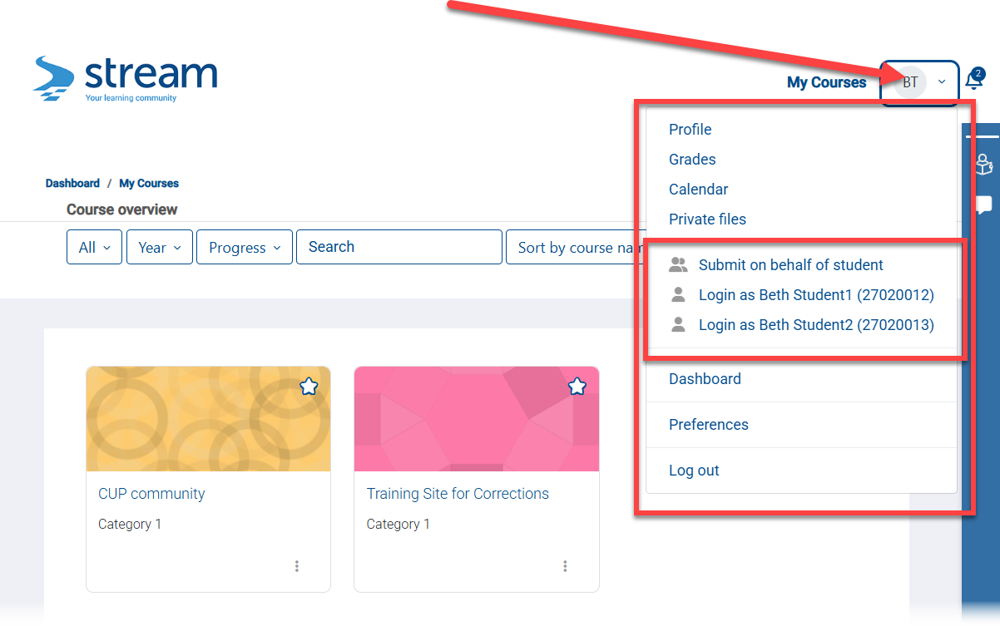 stream
Your learning community
My Courses
BT
2
Profile
Grades
Calendar
Private files
Submit on behalf of student
Login as Beth Student1 (27020012)
Login as Beth Student2 (27020013)
Dashboard
Preferences
Log out
Dashboard / My Courses
Course overview
All
Year
Progress
Search
Sort by course nam
CUP community
Category 1
Training Site for Corrections
Category 1